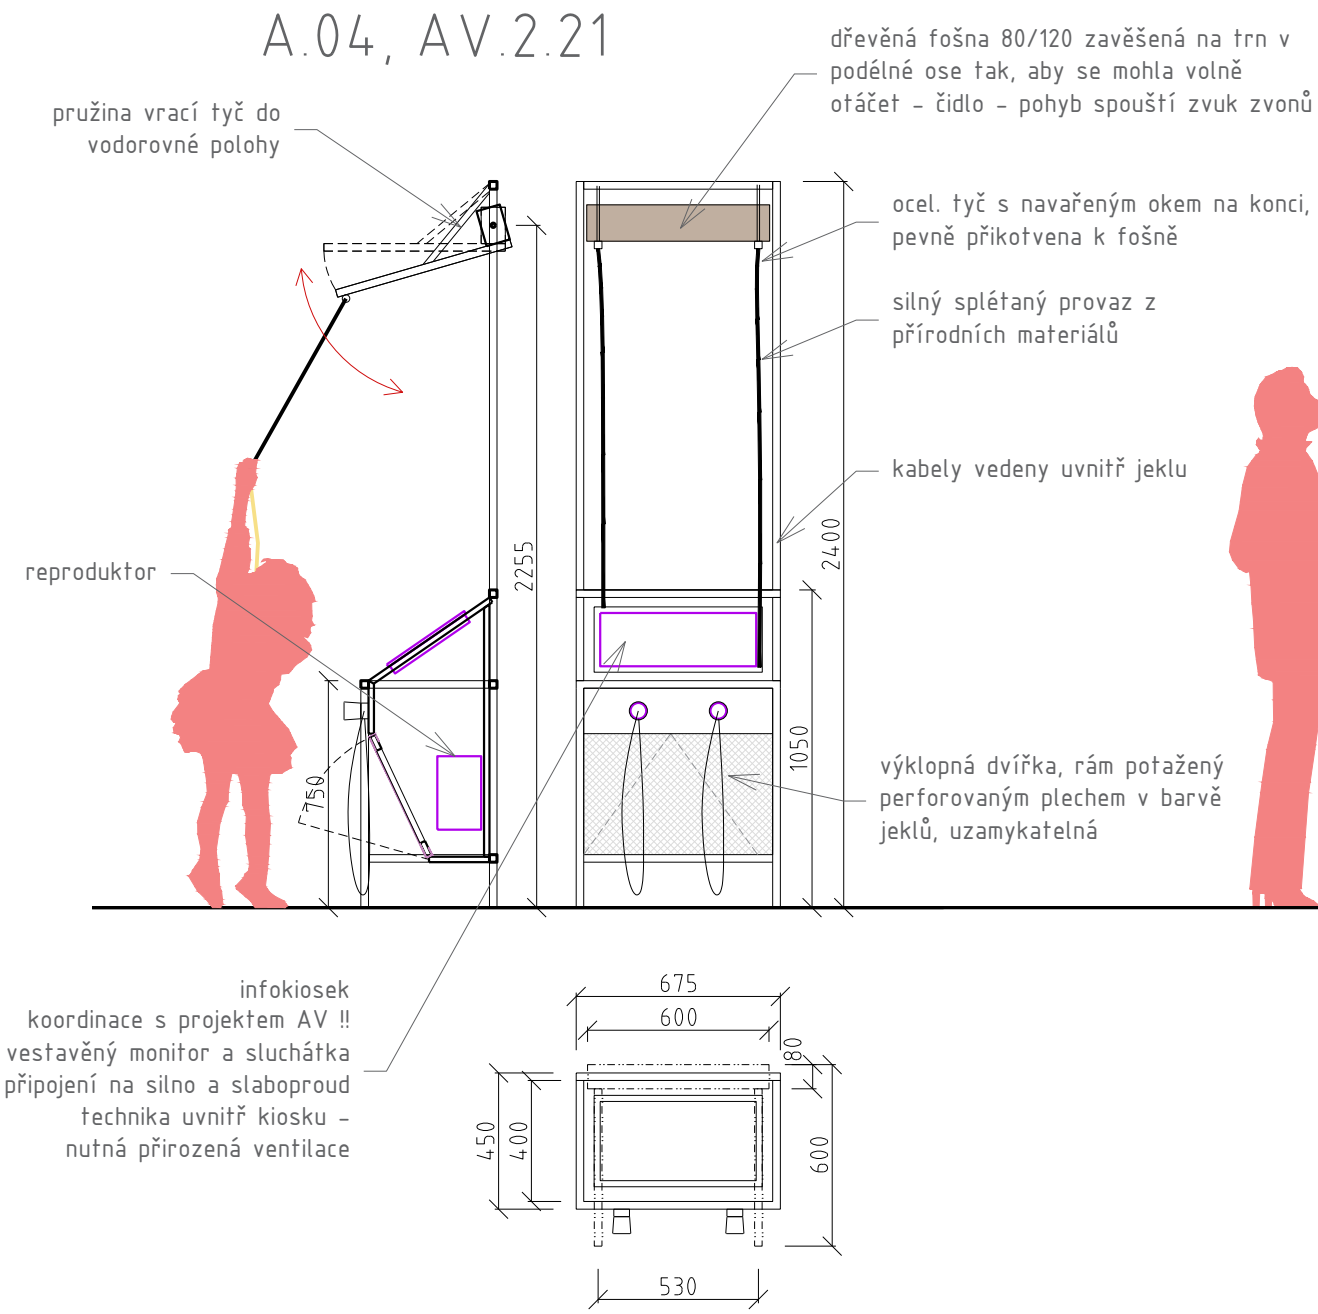 A.04, AV.2.21
dřevěná fošna 80/120 zavěšená na trn v
podélné ose tak, aby se mohla volně
otáčet - čidlo - pohyb spouští zvuk zvonů
pružina vrací tyč do
vodorovné polohy
ocel. tyč s navařeným okem na konci,
pevně přikotvena k fošně
silný splétaný provaz z
přírodních materiálů
kabely vedeny uvnitř jeklu
2400
2255
reproduktor
1050
750
výklopná dvířka, rám potažený
perforovaným plechem v barvě
jeklů, uzamykatelná
infokiosek
koordinace s projektem AV !!
vestavěný monitor a sluchátka
připojení na silno a slaboproud
technika uvnitř kiosku -
nutná přirozená ventilace
675
600
80
450
400
600
530